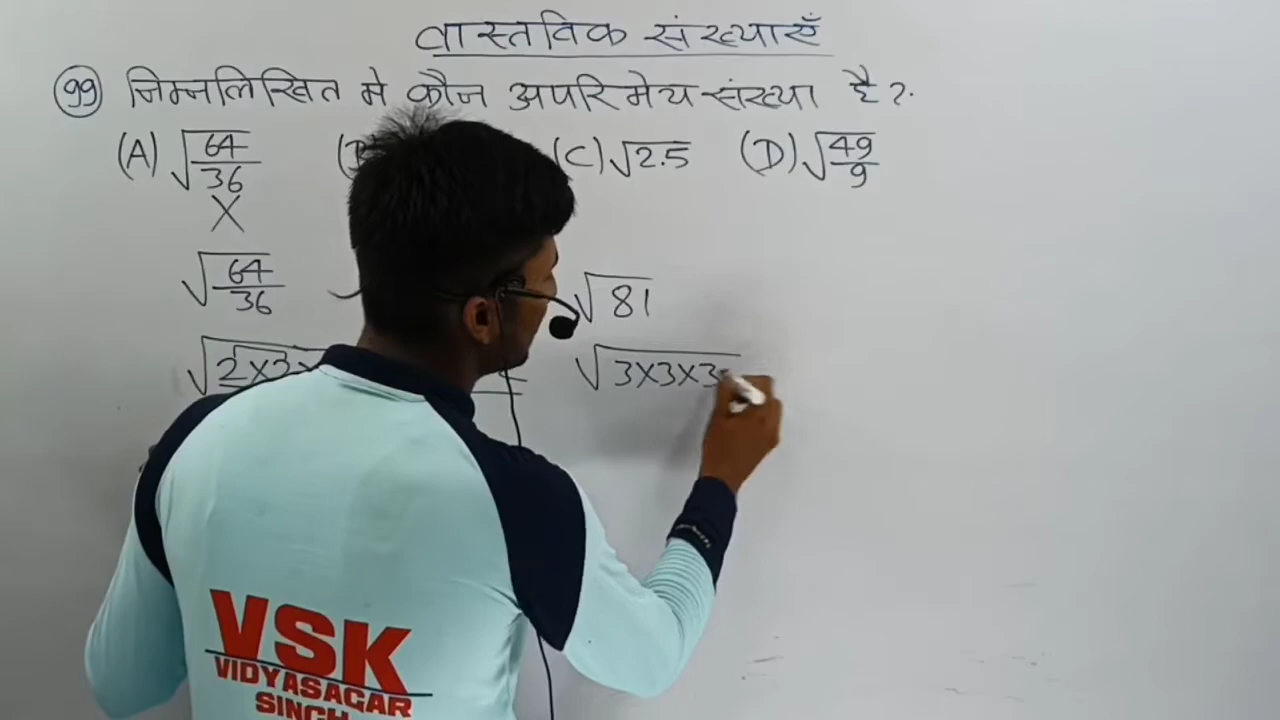 वास्तविक संख्याएँ
99 निम्नलिखित मे कौन अपरिमेय संख्या है ?.
(A) √64/36 (C) √2.5 (D) √49/9
X
√64/36 √81
√2×2× √3×3×3
VSK
VIDYASAGAR
SINGH